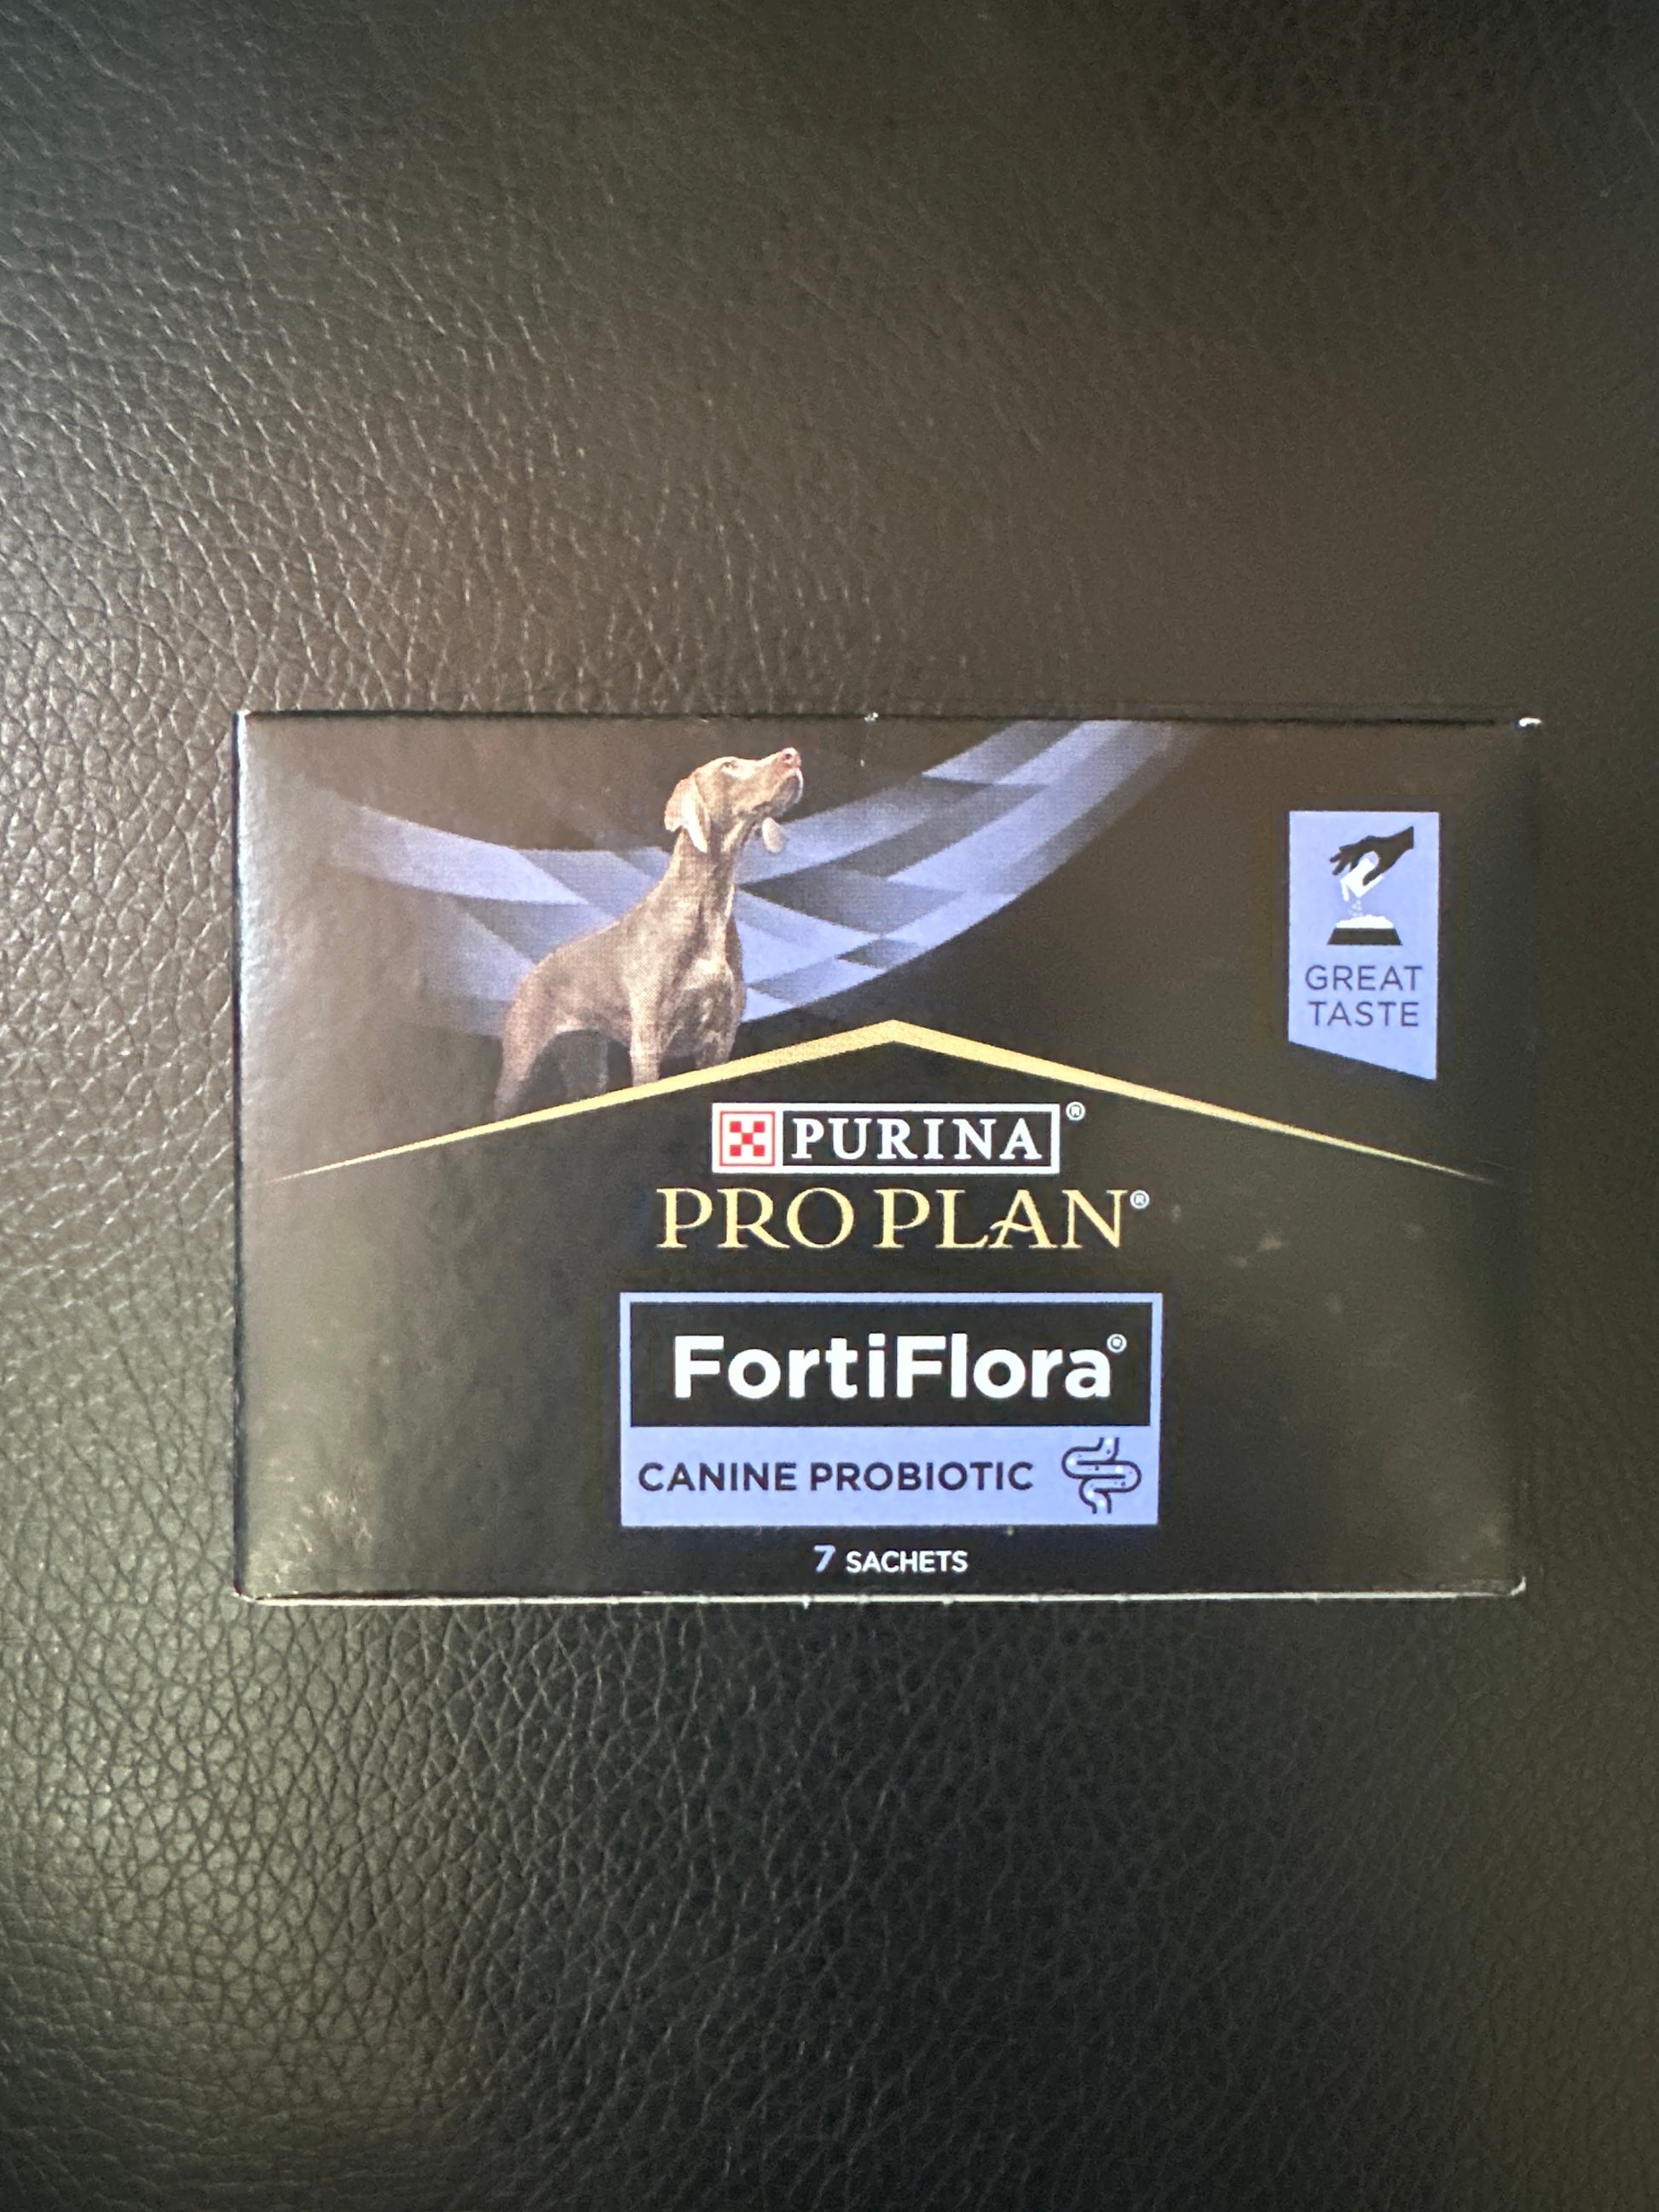 GREAT
TASTE
PURINA®
PRO PLAN®
FortiFlora®
CANINE PROBIOTIC
7 SACHETS